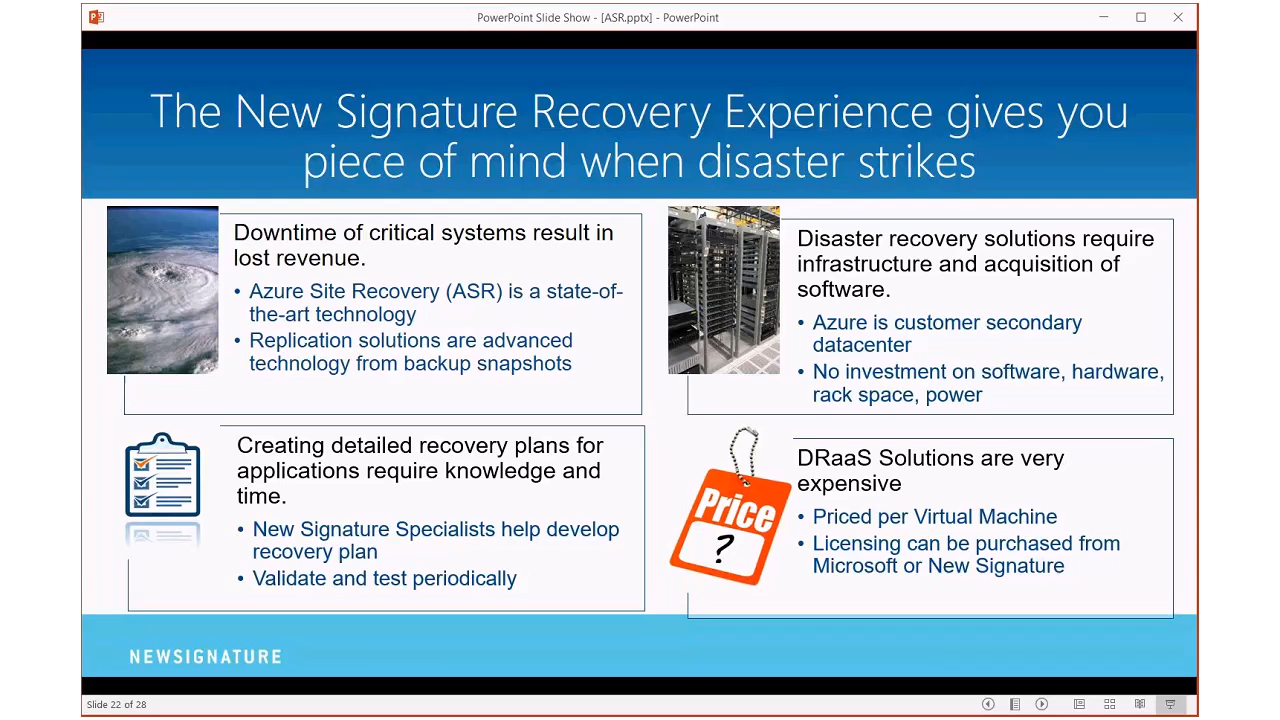 PowerPoint Slide Show - [ASR.pptx] - PowerPoint
The New Signature Recovery Experience gives you
piece of mind when disaster strikes
Downtime of critical systems result in
lost revenue.
• Azure Site Recovery (ASR) is a state-of-
the-art technology
• Replication solutions are advanced
technology from backup snapshots
Disaster recovery solutions require
infrastructure and acquisition of
software.
• Azure is customer secondary
datacenter
• No investment on software, hardware,
rack space, power
Creating detailed recovery plans for
applications require knowledge and
time.
• New Signature Specialists help develop
recovery plan
• Validate and test periodically
Price
?
DRaaS Solutions are very
expensive
• Priced per Virtual Machine
• Licensing can be purchased from
Microsoft or New Signature
NEWSIGNATURE
Slide 22 of 28